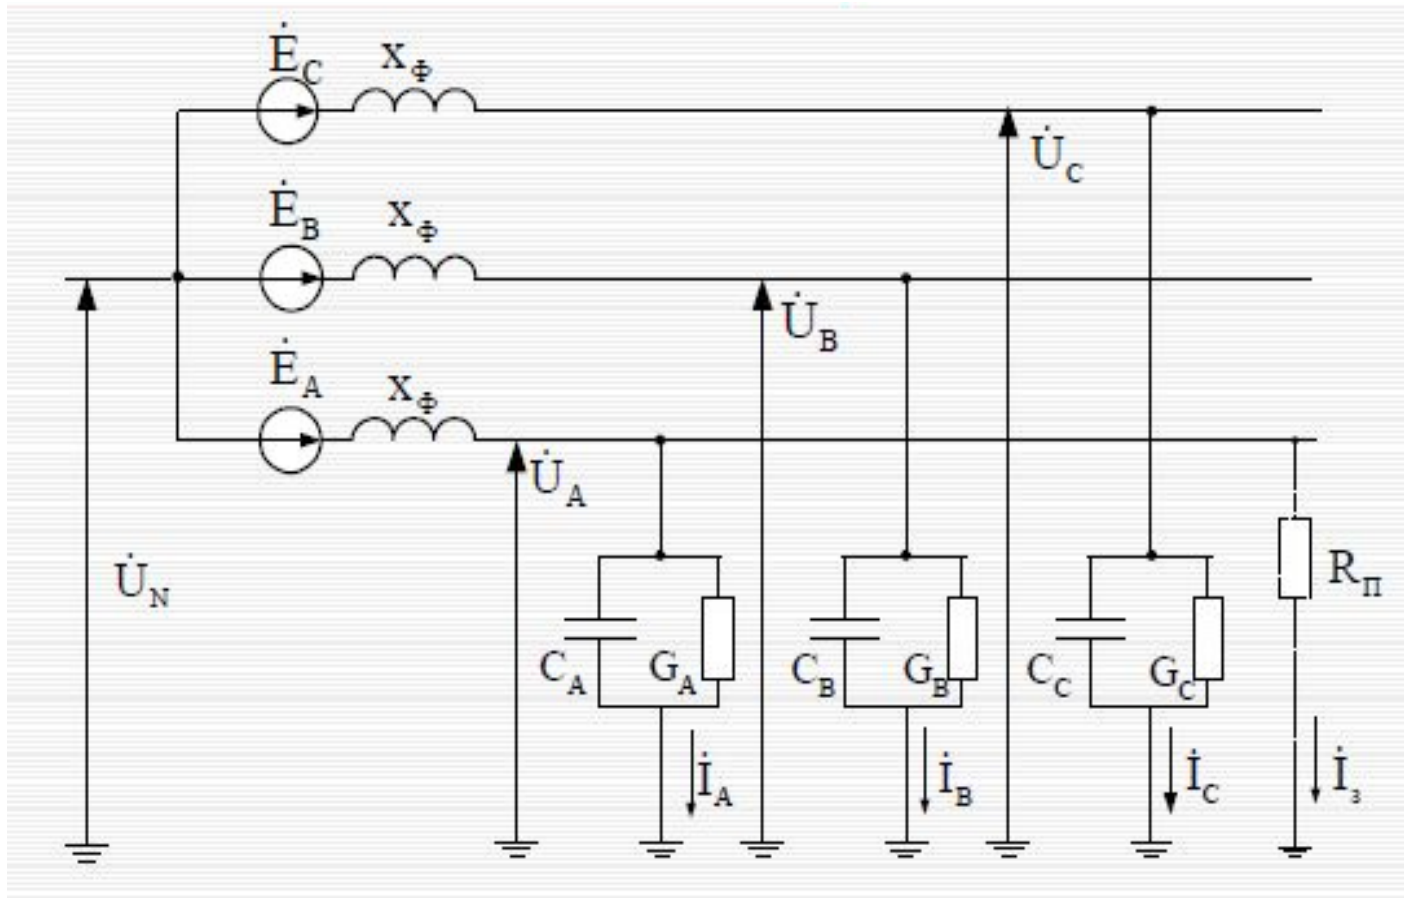 Ė_C x_Ф
U̇_C
Ė_B x_Ф
U̇_B
Ė_A x_Ф
U̇_A
U̇_N
R_П
C_A G_A C_B G_B C_C G_C
İ_A İ_B İ_C İ_з